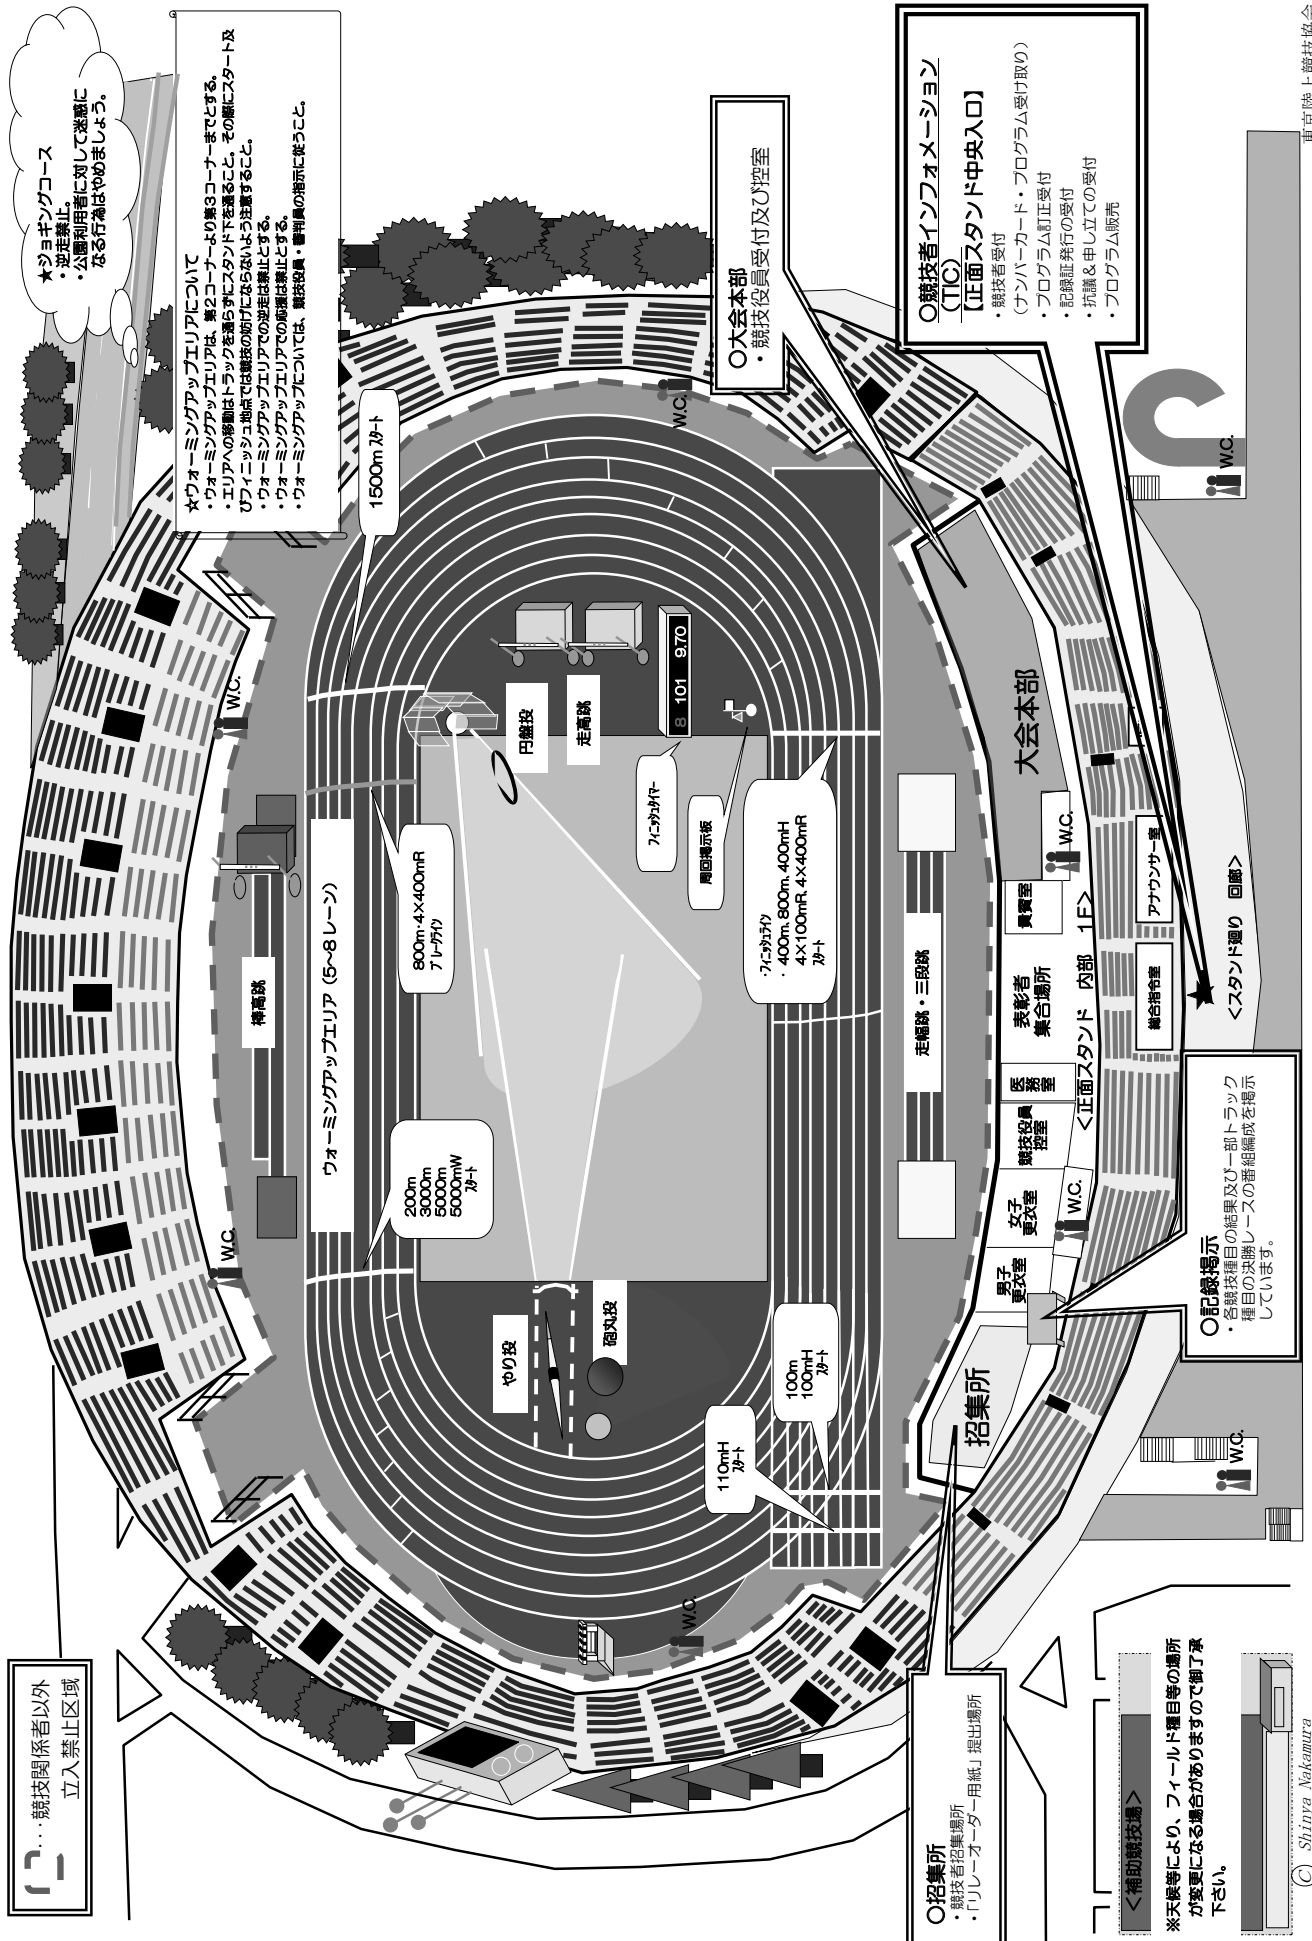 ★ジョギングコース
・逆走禁止。
・公園利用者に対して迷惑に
なる行為はやめましょう。
☆ウォーミングアップエリアについて
・ウォーミングアップエリアは、第2コーナーより第3コーナーまでとする。
・エリアへの移動はトラックを通らずにスタンド下を通ること。その際にスタート及
びフィニッシュ地点では競技の妨げにならないよう注意すること。
・ウォーミングアップエリアでの逆走は禁止とする。
・ウォーミングアップエリアでの応援は禁止とする。
・ウォーミングアップについては、競技役員・審判員の指示に従うこと。
･･･競技関係者以外
立入禁止区域
1500m スタート
W.C.
W.C.
W.C.
W.C.
棒高跳
ウォーミングアップエリア（5～8レーン）
800m・4×400mR
ブレークライン
200m
3000m
5000m
5000mW
スタート
円盤投
走高跳
8 101 9.70
フィニッシュタイマー
周回掲示板
・フィニッシュライン
・400m、800m、400mH
4×100mR、4×400mR
スタート
やり投
砲丸投
100m
100mH
スタート
110mH
スタート
走幅跳・三段跳
○大会本部
・競技役員受付及び控室
○競技者インフォメーション
（TIC）
【正面スタンド中央入口】
・競技者受付
（ナンバーカード・プログラム受け取り）
・プログラム訂正受付
・記録証発行の受付
・抗議＆申し立ての受付
・プログラム販売
大会本部
W.C.
貴賓室
表彰者
集合場所
医務室
競技役員
控室
女子
更衣室
男子
更衣室
招集所
W.C.
＜正面スタンド 内部 1F＞
アナウンサー室
総合指令室
＜スタンド廻り 回廊＞
W.C.
W.C.
○記録掲示
・各競技種目の結果及び一部トラック
種目の決勝レースの番組編成を掲示
しています。
○招集所
・競技者招集場所
・「リレーオーダー用紙」提出場所
＜補助競技場＞
※天候等により、フィールド種目等の場所
が変更になる場合がありますので御了承
下さい。
東京陸上競技協会
(C) Shinya Nakamura